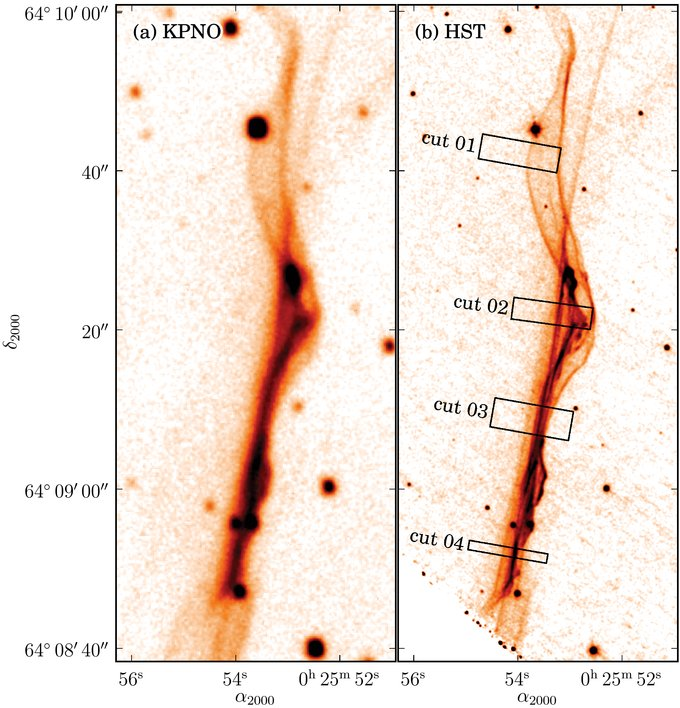 (a) KPNO
(b) HST
64° 10′ 00″
40″
20″
64° 09′ 00″
64° 08′ 40″
δ2000
cut 01
cut 02
cut 03
cut 04
56ˢ
54ˢ
0ʰ 25ᵐ 52ˢ
56ˢ
54ˢ
0ʰ 25ᵐ 52ˢ
α2000
α2000